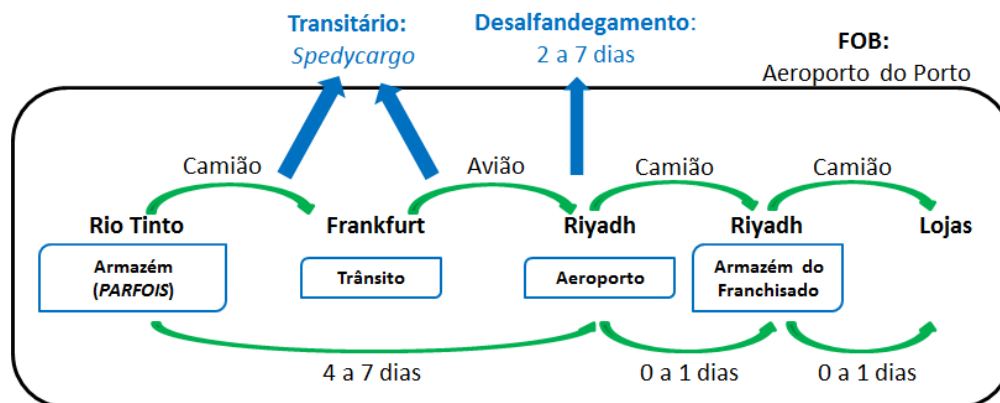 Transitário:
Spedycargo
Desalfandegamento:
2 a 7 dias
FOB:
Aeroporto do Porto
Camião
Avião
Camião
Camião
Rio Tinto
Frankfurt
Riyadh
Riyadh
Lojas
Armazém
(PARFOIS)
Trânsito
Aeroporto
Armazém do
Franchisado
4 a 7 dias
0 a 1 dias
0 a 1 dias